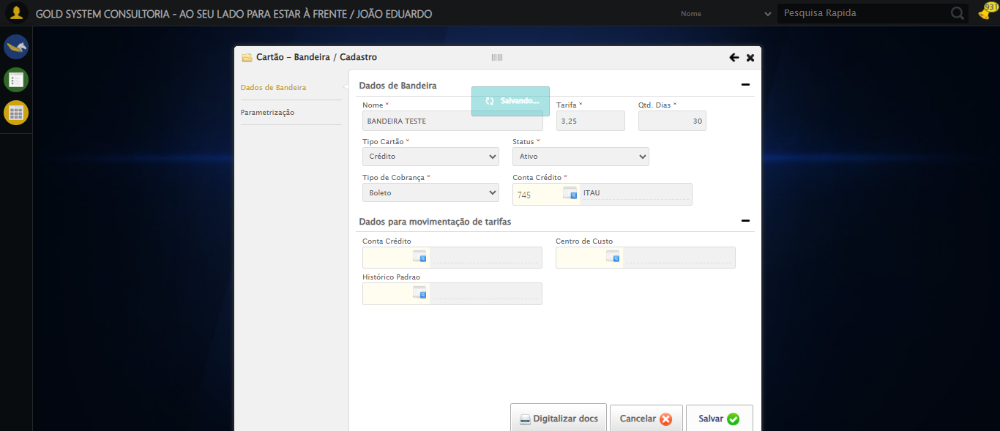 GOLD SYSTEM CONSULTORIA - AO SEU LADO PARA ESTAR À FRENTE / JOÃO EDUARDO
Nome
Pesquisa Rapida
931
Cartão - Bandeira / Cadastro
Dados de Bandeira
Parametrização
Dados de Bandeira
Salvando...
Nome *
Tarifa *
Qtd. Dias *
BANDEIRA TESTE
3,25
30
Tipo Cartão *
Status *
Crédito
Ativo
Tipo de Cobrança *
Conta Crédito *
Boleto
745
ITAU
Dados para movimentação de tarifas
Conta Crédito
Centro de Custo
Histórico Padrao
Digitalizar docs
Cancelar
Salvar